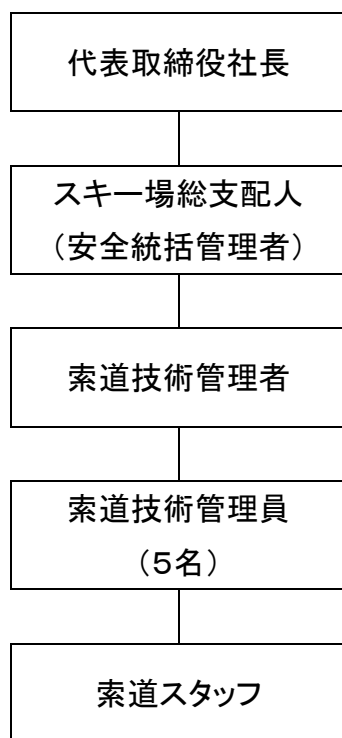 代表取締役社長
スキー場総支配人
（安全統括管理者）
索道技術管理者
索道技術管理員
（５名）
索道スタッフ